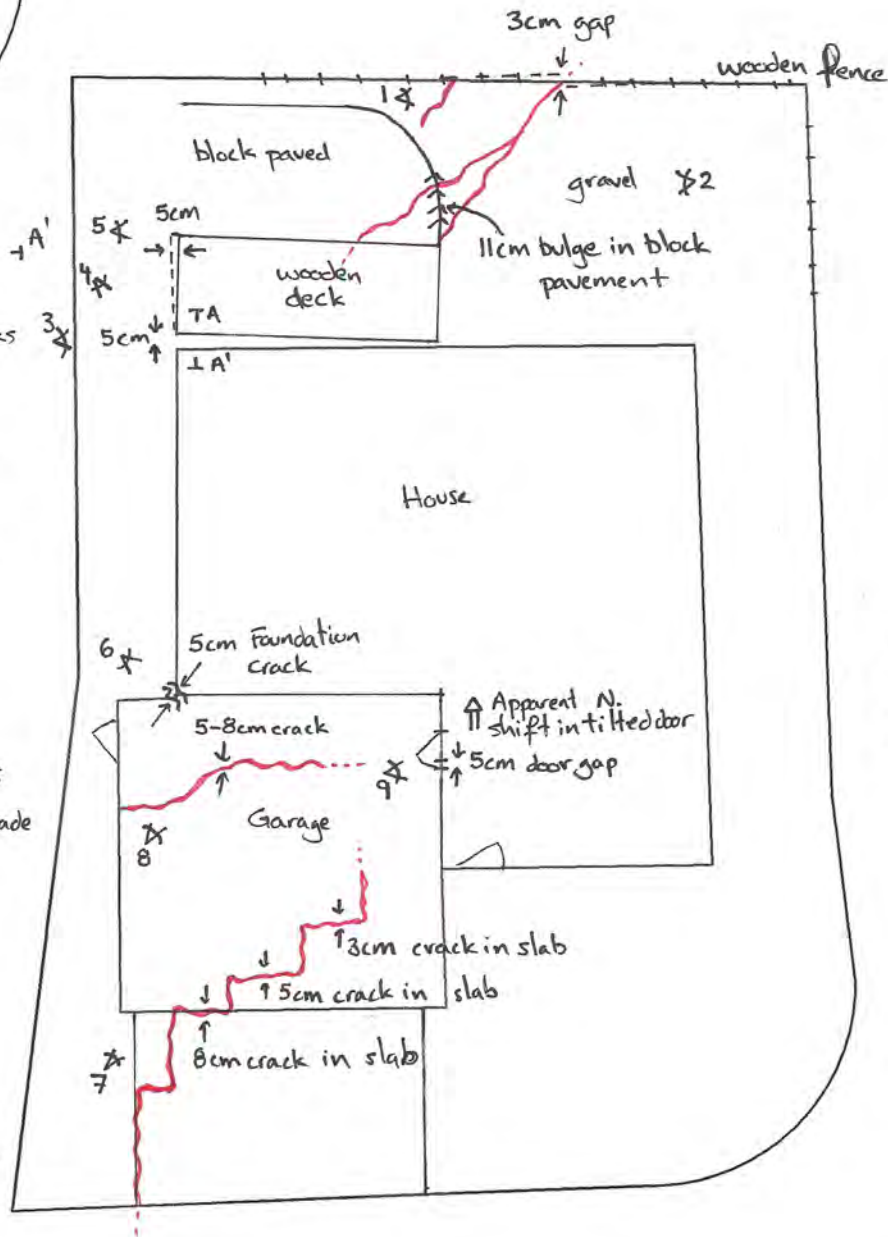 3cm gap
wooden fence
1
block paved
gravel
2
5cm
5
A'
11cm bulge in block
pavement
4
wooden
deck
A
3
5cm
A'
House
6
5cm Foundation
crack
Apparent N.
shift in tilted door
5-8cm crack
5cm door gap
9
ade
Garage
8
3cm crack in slab
5cm crack in slab
8cm crack in slab
7